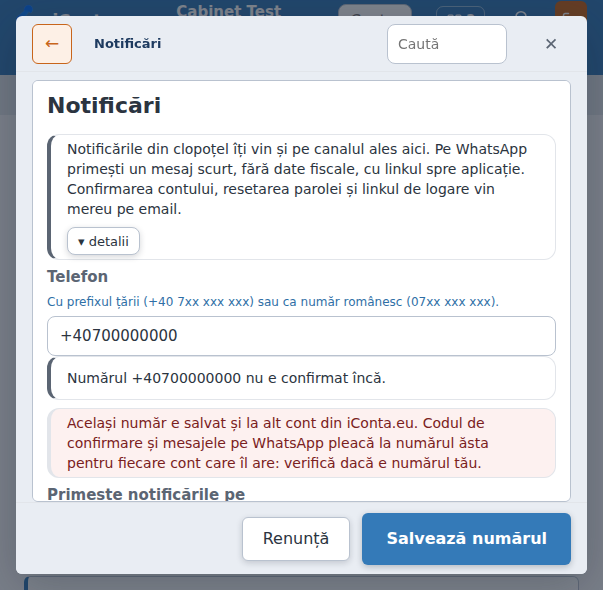 Cabinet Test
←
Notificări
Caută
✕
Notificări
Notificările din clopoțel îți vin și pe canalul ales aici. Pe WhatsApp
primești un mesaj scurt, fără date fiscale, cu linkul spre aplicație.
Confirmarea contului, resetarea parolei și linkul de logare vin
mereu pe email.
▾ detalii
Telefon
Cu prefixul țării (+40 7xx xxx xxx) sau ca număr românesc (07xx xxx xxx).
+40700000000
Numărul +40700000000 nu e confirmat încă.
Același număr e salvat și la alt cont din iConta.eu. Codul de
confirmare și mesajele pe WhatsApp pleacă la numărul ăsta
pentru fiecare cont care îl are: verifică dacă e numărul tău.
Primește notificările pe
Renunță
Salvează numărul